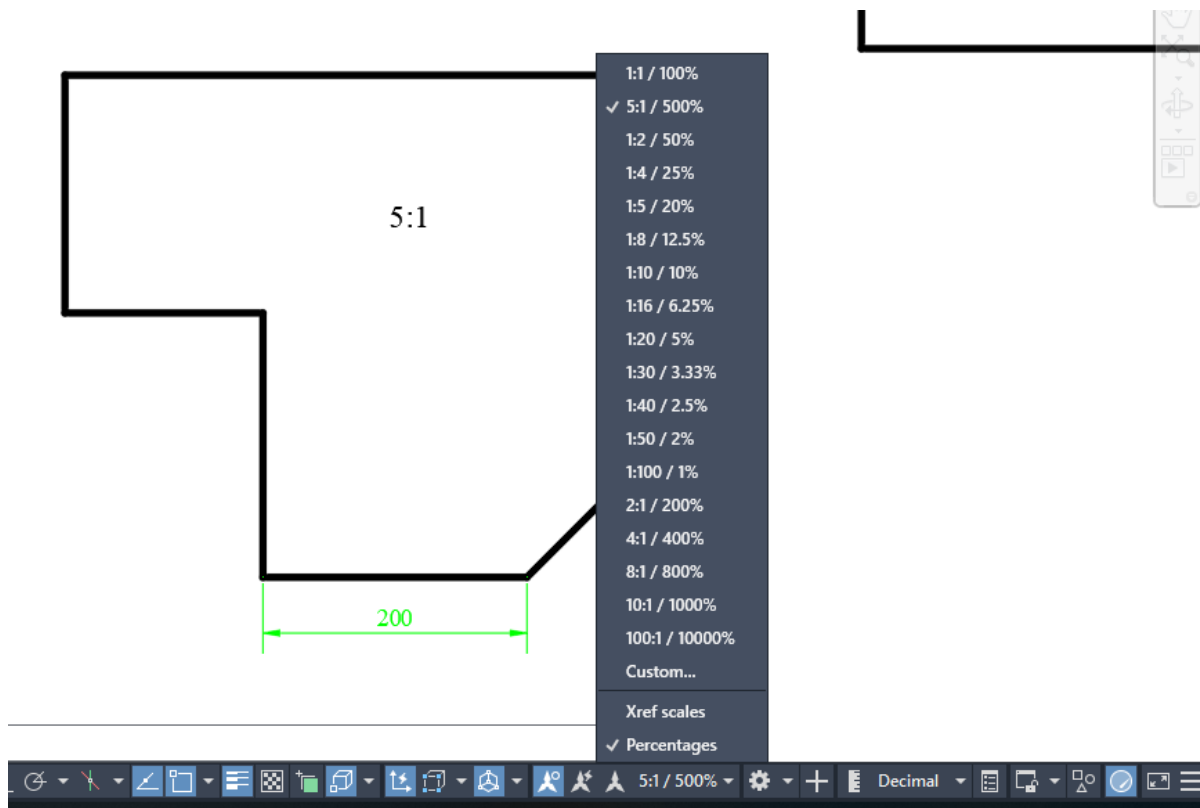 5:1
200
1:1 / 100%
5:1 / 500%
1:2 / 50%
1:4 / 25%
1:5 / 20%
1:8 / 12.5%
1:10 / 10%
1:16 / 6.25%
1:20 / 5%
1:30 / 3.33%
1:40 / 2.5%
1:50 / 2%
1:100 / 1%
2:1 / 200%
4:1 / 400%
8:1 / 800%
10:1 / 1000%
100:1 / 10000%
Custom...
Xref scales
Percentages
5:1 / 500% Decimal